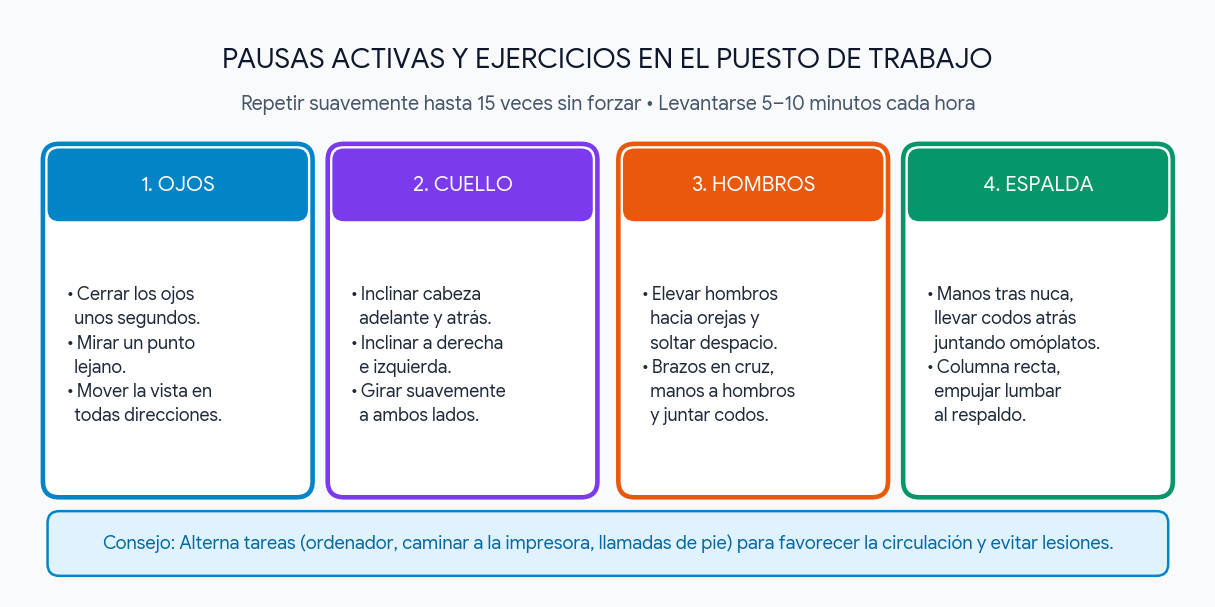 PAUSAS ACTIVAS Y EJERCICIOS EN EL PUESTO DE TRABAJO
Repetir suavemente hasta 15 veces sin forzar • Levantarse 5–10 minutos cada hora
1. OJOS
• Cerrar los ojos
unos segundos.
• Mirar un punto
lejano.
• Mover la vista en
todas direcciones.
2. CUELLO
• Inclinar cabeza
adelante y atrás.
• Inclinar a derecha
e izquierda.
• Girar suavemente
a ambos lados.
3. HOMBROS
• Elevar hombros
hacia orejas y
soltar despacio.
• Brazos en cruz,
manos a hombros
y juntar codos.
4. ESPALDA
• Manos tras nuca,
llevar codos atrás
juntando omóplatos.
• Columna recta,
empujar lumbar
al respaldo.
Consejo: Alterna tareas (ordenador, caminar a la impresora, llamadas de pie) para favorecer la circulación y evitar lesiones.